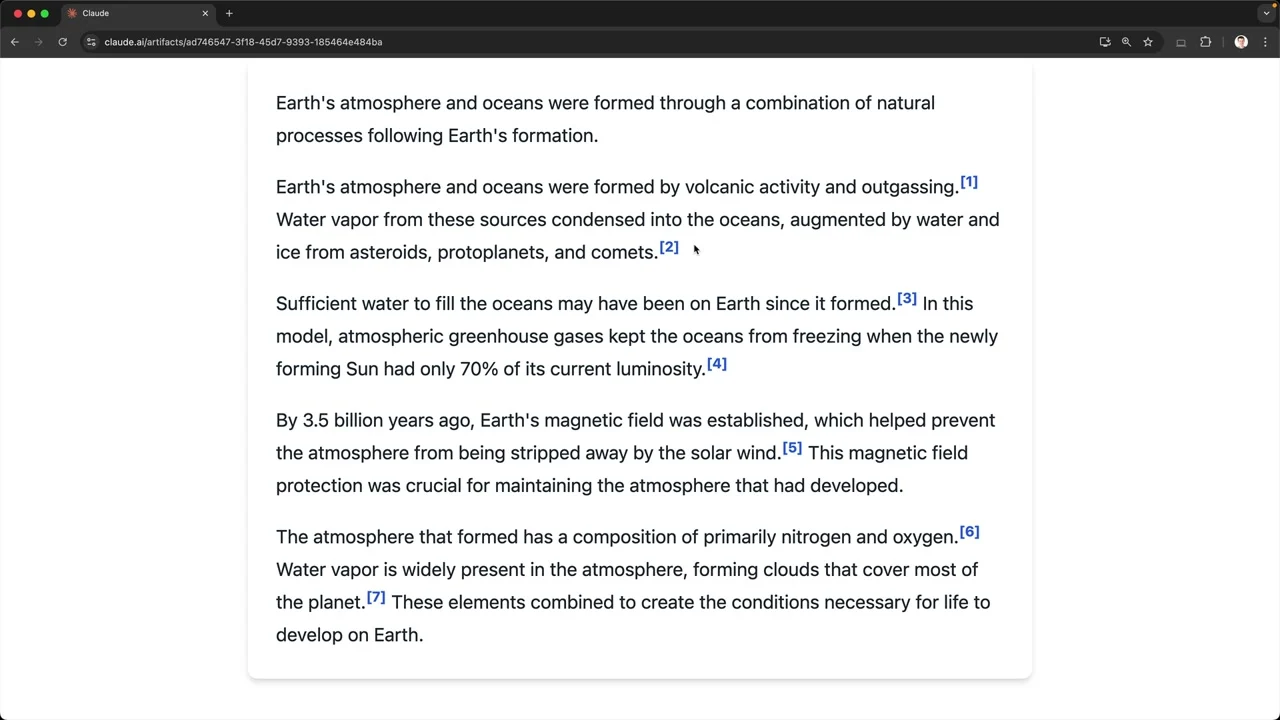 Claude
claude.ai/artifacts/ad746547-3f18-45d7-9393-185464e484ba
Earth's atmosphere and oceans were formed through a combination of natural
processes following Earth's formation.
Earth's atmosphere and oceans were formed by volcanic activity and outgassing.[1]
Water vapor from these sources condensed into the oceans, augmented by water and
ice from asteroids, protoplanets, and comets.[2]
Sufficient water to fill the oceans may have been on Earth since it formed.[3] In this
model, atmospheric greenhouse gases kept the oceans from freezing when the newly
forming Sun had only 70% of its current luminosity.[4]
By 3.5 billion years ago, Earth's magnetic field was established, which helped prevent
the atmosphere from being stripped away by the solar wind.[5] This magnetic field
protection was crucial for maintaining the atmosphere that had developed.
The atmosphere that formed has a composition of primarily nitrogen and oxygen.[6]
Water vapor is widely present in the atmosphere, forming clouds that cover most of
the planet.[7] These elements combined to create the conditions necessary for life to
develop on Earth.